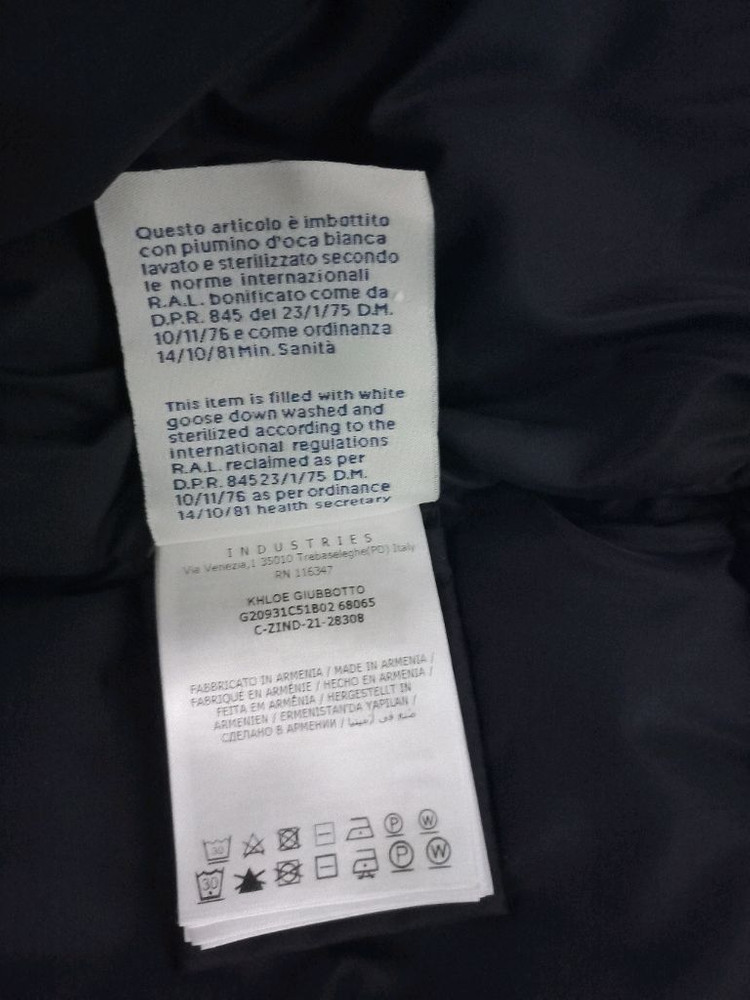 Questo articolo è imbottito
con piumino d'oca bianca
lavato e sterilizzato secondo
le norme internazionali
R.A.L. bonificato come da
D.P.R. 845 del 23/1/75 D.M.
10/11/76 e come ordinanza
14/10/81 Min. Sanità
This item is filled with white
goose down washed and
sterilized according to the
international regulations
R.A.L. reclaimed as per
D.P.R. 84523/1/75 D.M.
10/11/76 as per ordinance
14/10/81 health secretary
INDUSTRIES
Via Venezia,1 35010 Trebaseleghe(PD) Italy
RN 116347
KHLOE GIUBBOTTO
G20931C51B02 68065
C-ZIND-21-28308
FABBRICATO IN ARMENIA / MADE IN ARMENIA /
FABRIQUÉ EN ARMÉNIE / HECHO EN ARMENIA /
FEITA EM ARMÊNIA / HERGESTELLT IN
ARMENIEN / ERMENISTAN'DA YAPILAN /
СДЕЛАНО В АРМЕНИИ / صنع في
30 P W
30 P W